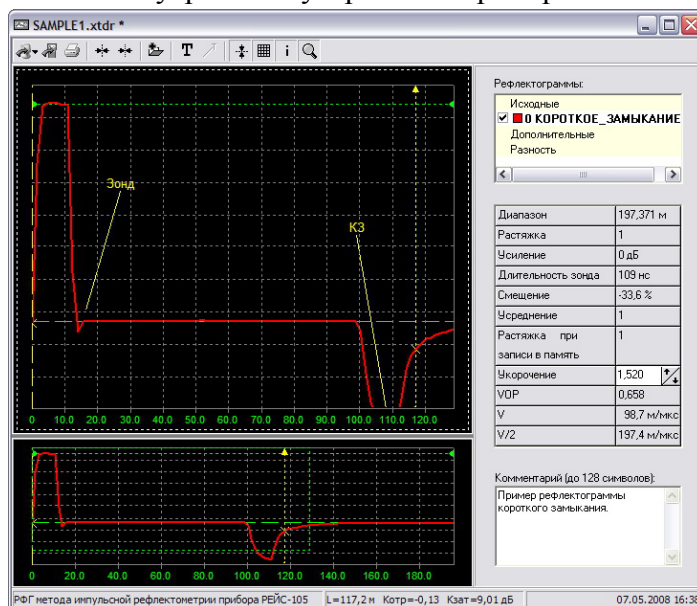 SAMPLE1.xtdr *
T
i
Зонд
КЗ
0 10.0 20.0 30.0 40.0 50.0 60.0 70.0 80.0 90.0 100.0 110.0 120.0
0 20.0 40.0 60.0 80.0 100.0 120.0 140.0 160.0 180.0
Рефлектограммы:
Исходные
0 КОРОТКОЕ_ЗАМЫКАНИЕ
Дополнительные
Разность
Диапазон 197,371 м
Растяжка 1
Усиление 0 дБ
Длительность зонда 109 нс
Смещение -33,6 %
Усреднение 1
Растяжка при 1
записи в память
Укорочение 1,520
VOP 0,658
V 98,7 м/мкс
V/2 197,4 м/мкс
Комментарий (до 128 символов):
Пример рефлектограммы
короткого замыкания.
РФГ метода импульсной рефлектометрии прибора РЕЙС-105 L=117,2 м Котр=-0,13 Кзат=9,01 дБ 07.05.2008 16:38